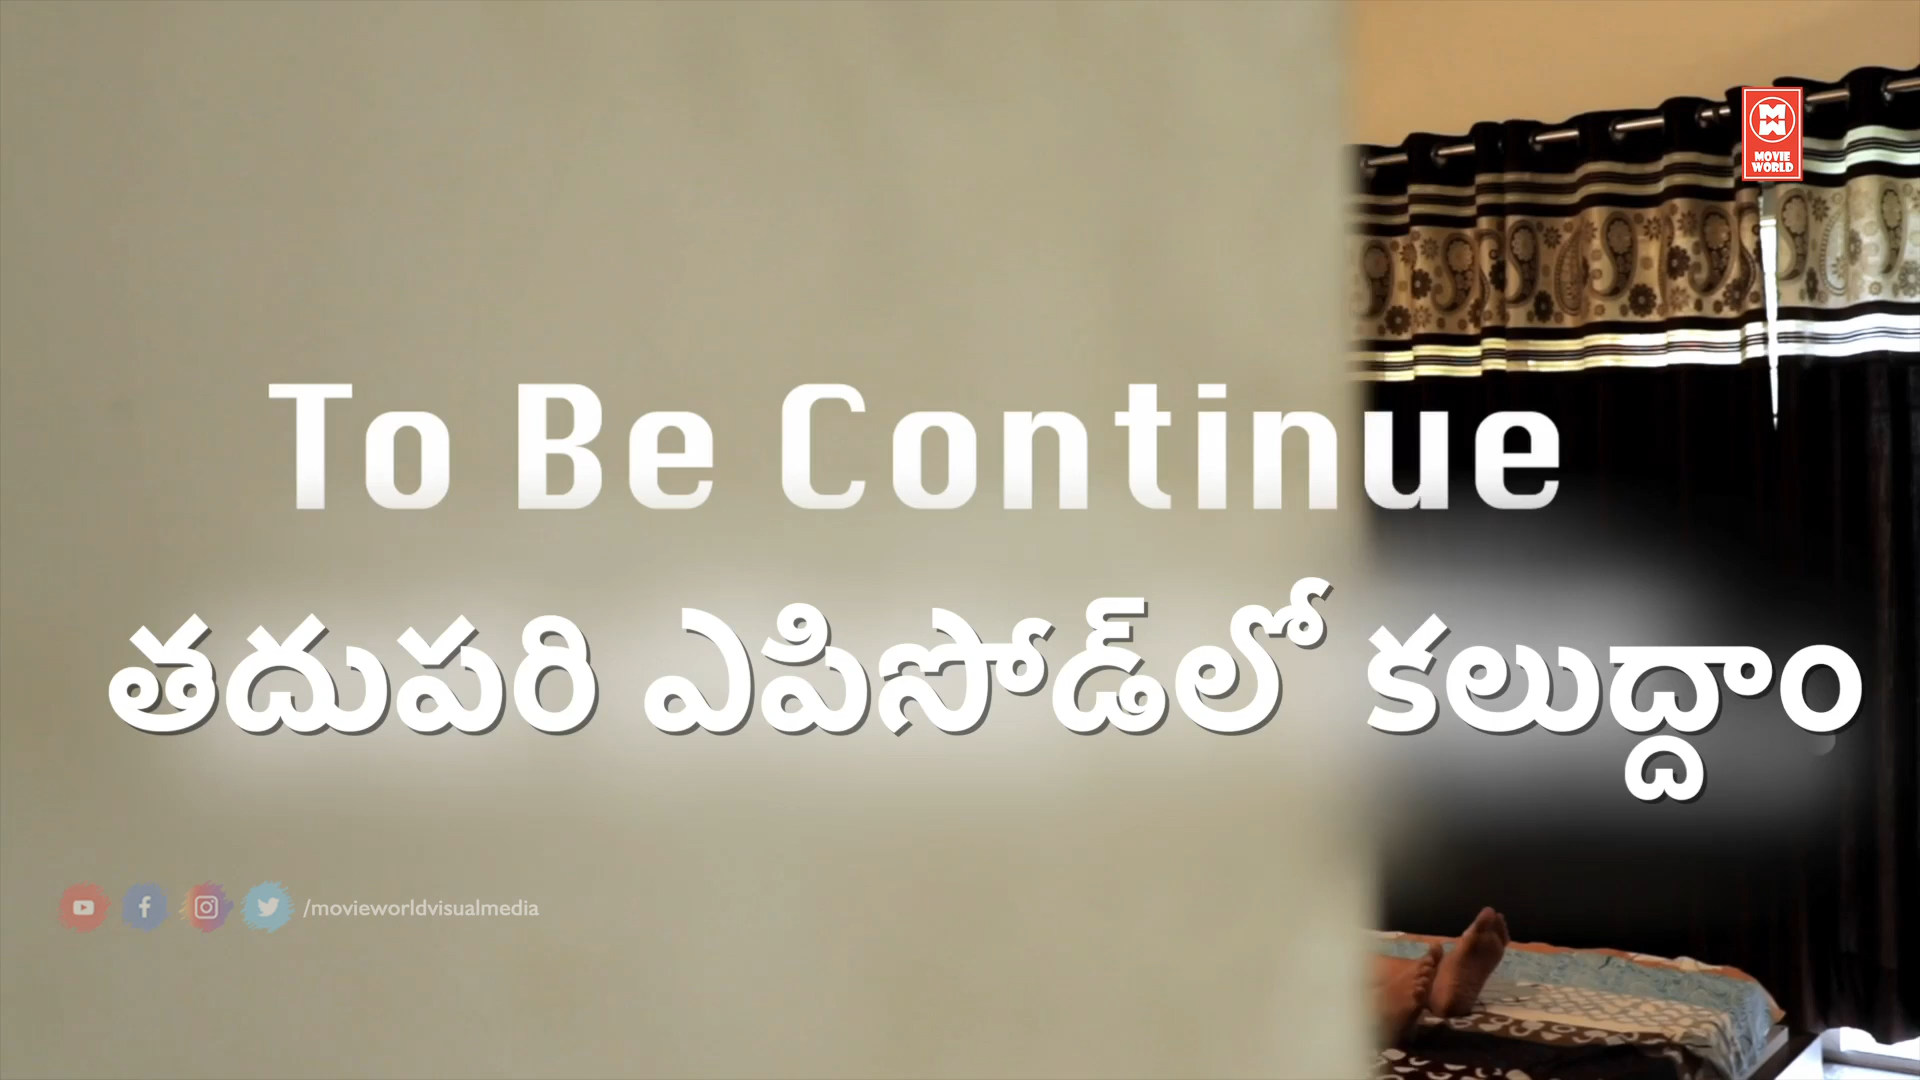 MOVIE
WORLD
To Be Continue
తదుపరి ఎపిసోడ్‌లో కలుద్దాం
/movieworldvisualmedia